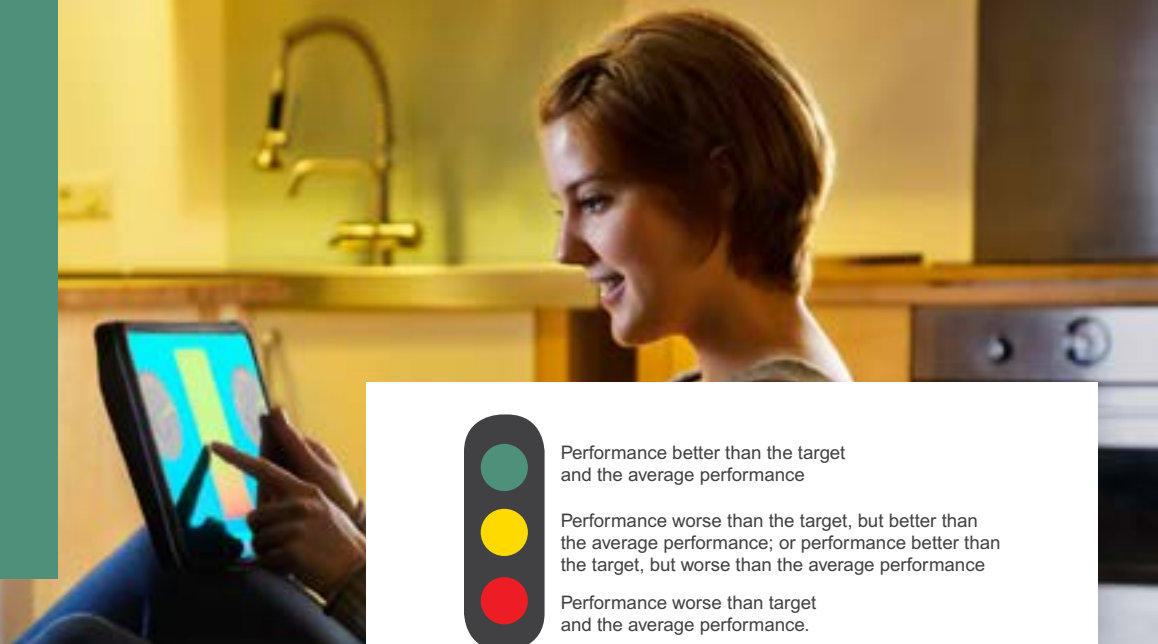 Performance better than the target
and the average performance
Performance worse than the target, but better than
the average performance; or performance better than
the target, but worse than the average performance
Performance worse than target
and the average performance.